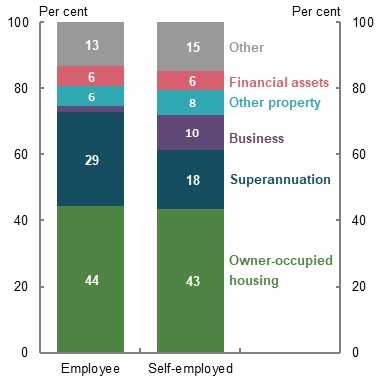 Per cent Per cent
100 100
13 15 Other
6 6 Financial assets
80 80
6 8 Other property
10 Business
60 60
29 18 Superannuation
40 40
Owner-occupied
housing
44 43
20 20
0 0
Employee Self-employed